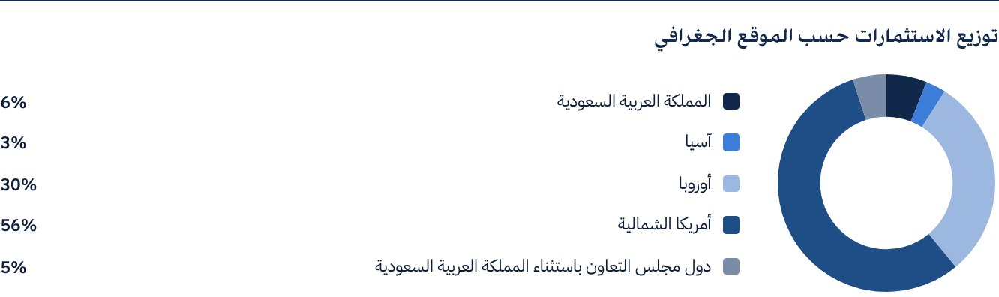 توزيع الاستثمارات حسب الموقع الجغرافي
المملكة العربية السعودية 6%
آسيا 3%
أوروبا 30%
أمريكا الشمالية 56%
دول مجلس التعاون باستثناء المملكة العربية السعودية 5%